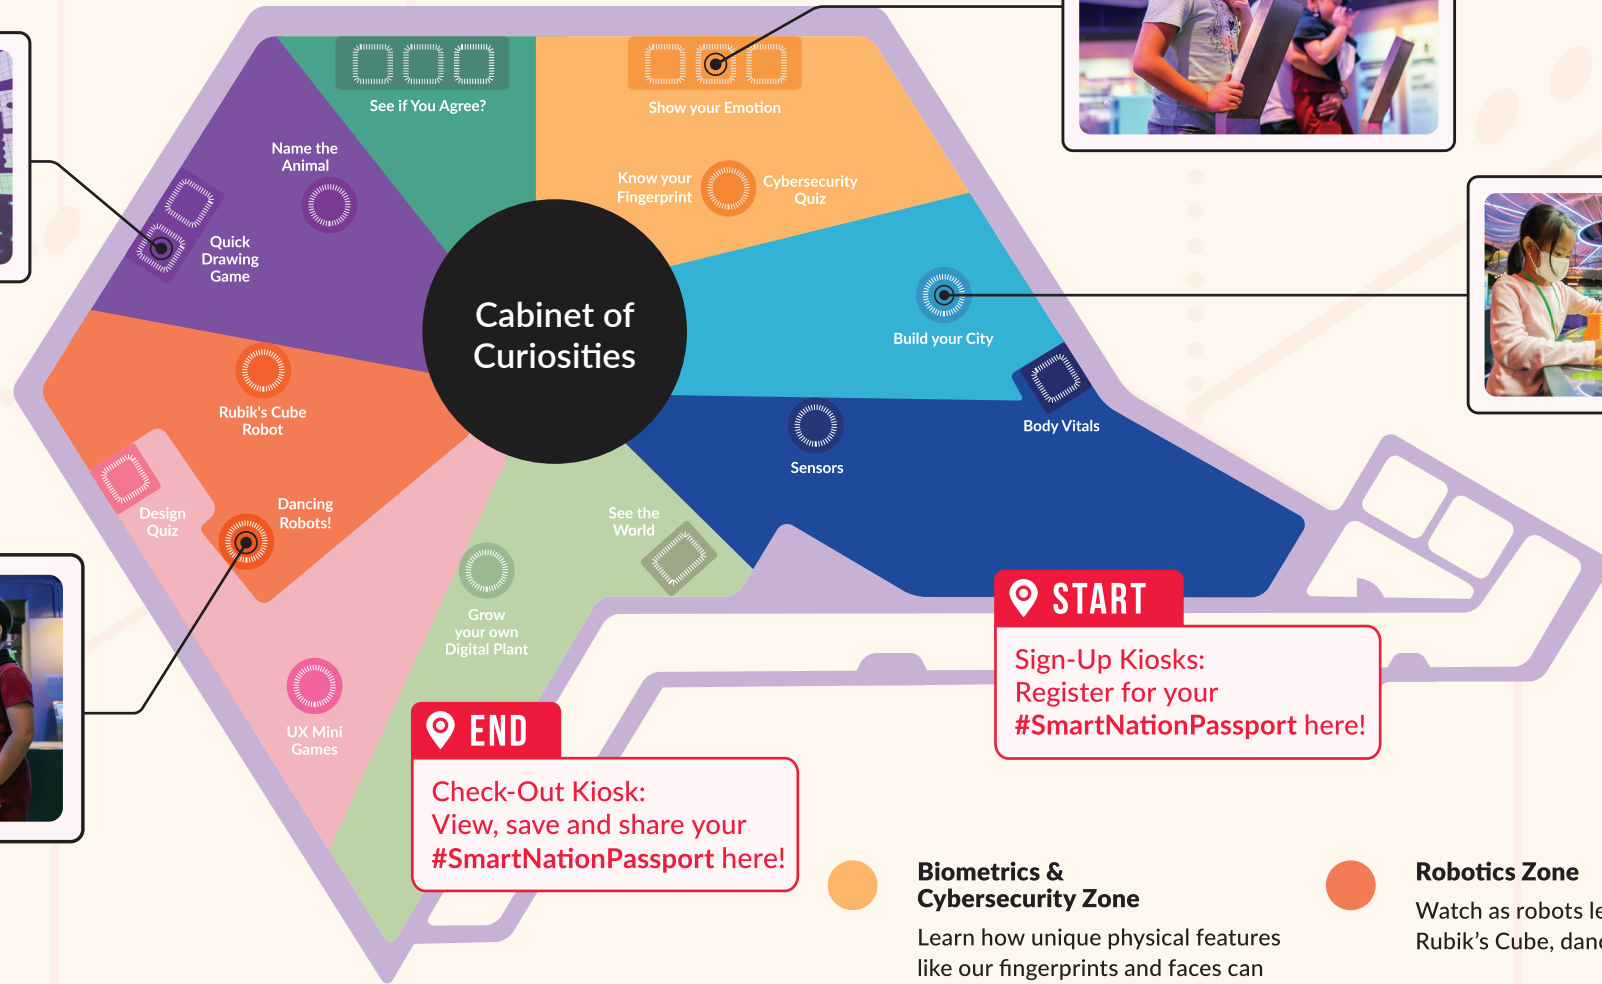 See if You Agree?
Show your Emotion
Name the
Animal
Know your
Fingerprint
Cybersecurity
Quiz
Quick
Drawing
Game
Cabinet of
Curiosities
Build your City
Rubik's Cube
Robot
Body Vitals
Sensors
Design
Quiz
Dancing
Robots!
See the
World
Grow
your own
Digital Plant
UX Mini
Games
START
Sign-Up Kiosks:
Register for your
#SmartNationPassport here!
END
Check-Out Kiosk:
View, save and share your
#SmartNationPassport here!
Biometrics &
Cybersecurity Zone
Learn how unique physical features
like our fingerprints and faces can
Robotics Zone
Watch as robots
Rubik’s Cube,